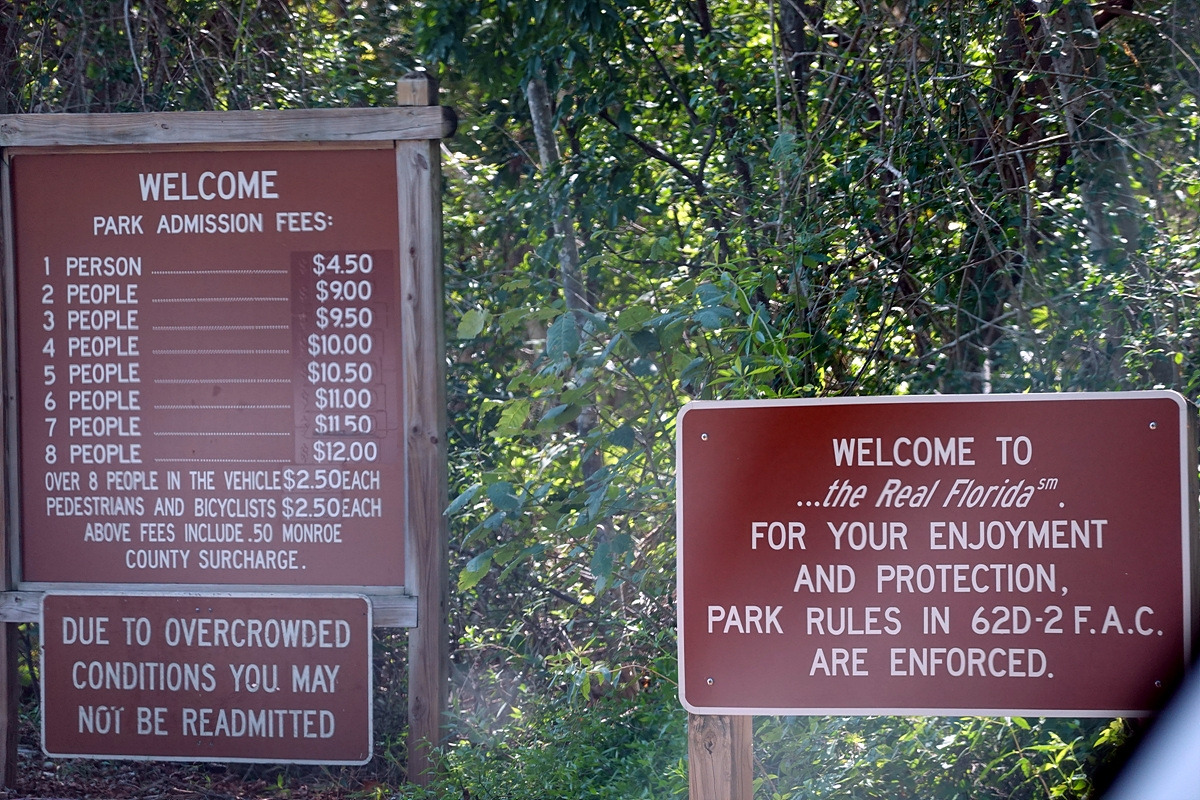 WELCOME
PARK ADMISSION FEES:
1 PERSON ........................ $4.50
2 PEOPLE ........................ $9.00
3 PEOPLE ........................ $9.50
4 PEOPLE ........................ $10.00
5 PEOPLE ........................ $10.50
6 PEOPLE ........................ $11.00
7 PEOPLE ........................ $11.50
8 PEOPLE ........................ $12.00
OVER 8 PEOPLE IN THE VEHICLE $2.50 EACH
PEDESTRIANS AND BICYCLISTS $2.50 EACH
ABOVE FEES INCLUDE .50 MONROE
COUNTY SURCHARGE.
DUE TO OVERCROWDED
CONDITIONS YOU MAY
NOT BE READMITTED
WELCOME TO
...the Real Florida℠.
FOR YOUR ENJOYMENT
AND PROTECTION,
PARK RULES IN 62D-2 F.A.C.
ARE ENFORCED.